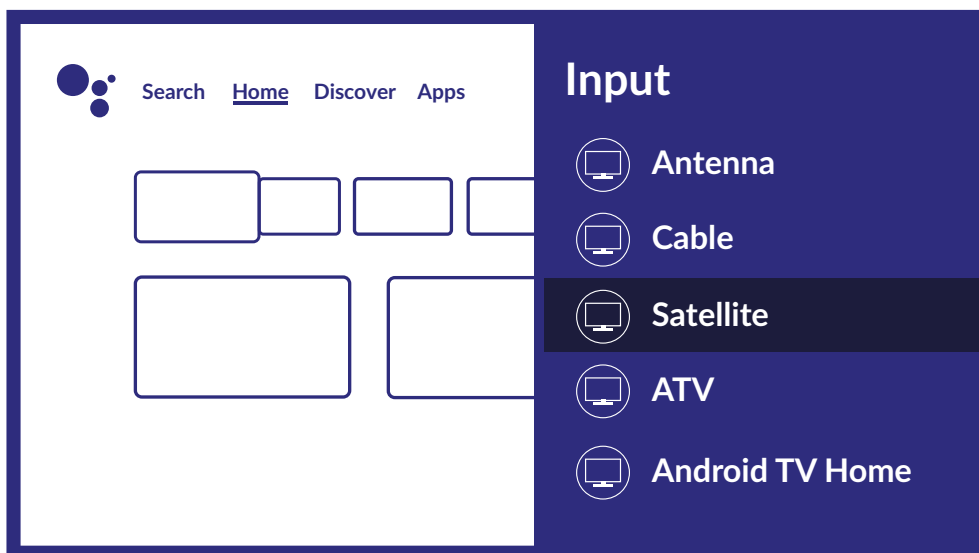 Search Home Discover Apps
Input
Antenna
Cable
Satellite
ATV
Android TV Home